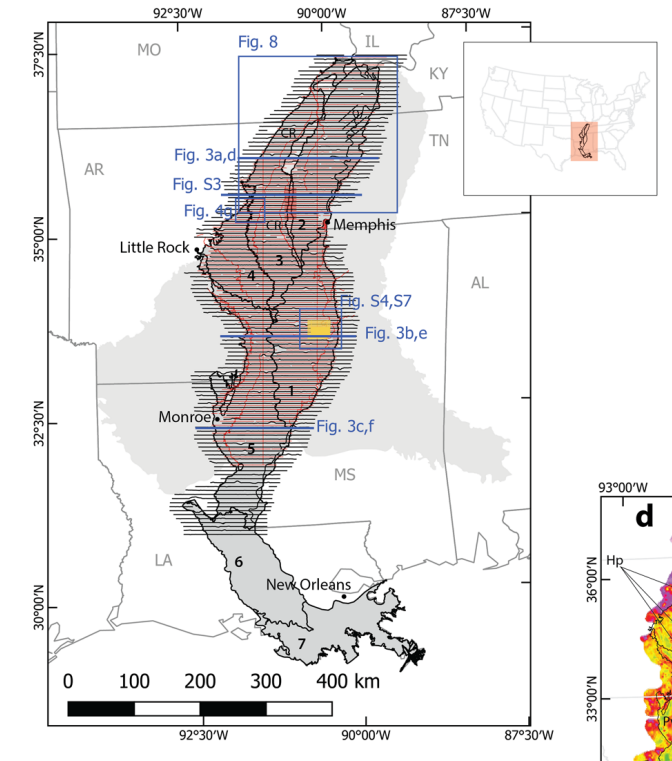 92°30'W 90°00'W 87°30'W
37°30'N
MO
Fig. 8
IL
KY
CR
TN
Fig. 3a,d
AR
Fig. S3
Fig. 4g
CR
2
Memphis
35°00'N
Little Rock
3
4
AL
Fig. S4,S7
Fig. 3b,e
1
Monroe
32°30'N
Fig. 3c,f
5
MS
93°00'W
d
LA
6
Hp
36°00'N
New Orleans
30°00'N
7
0 100 200 300 400 km
33°00'N
92°30'W 90°00'W 87°30'W